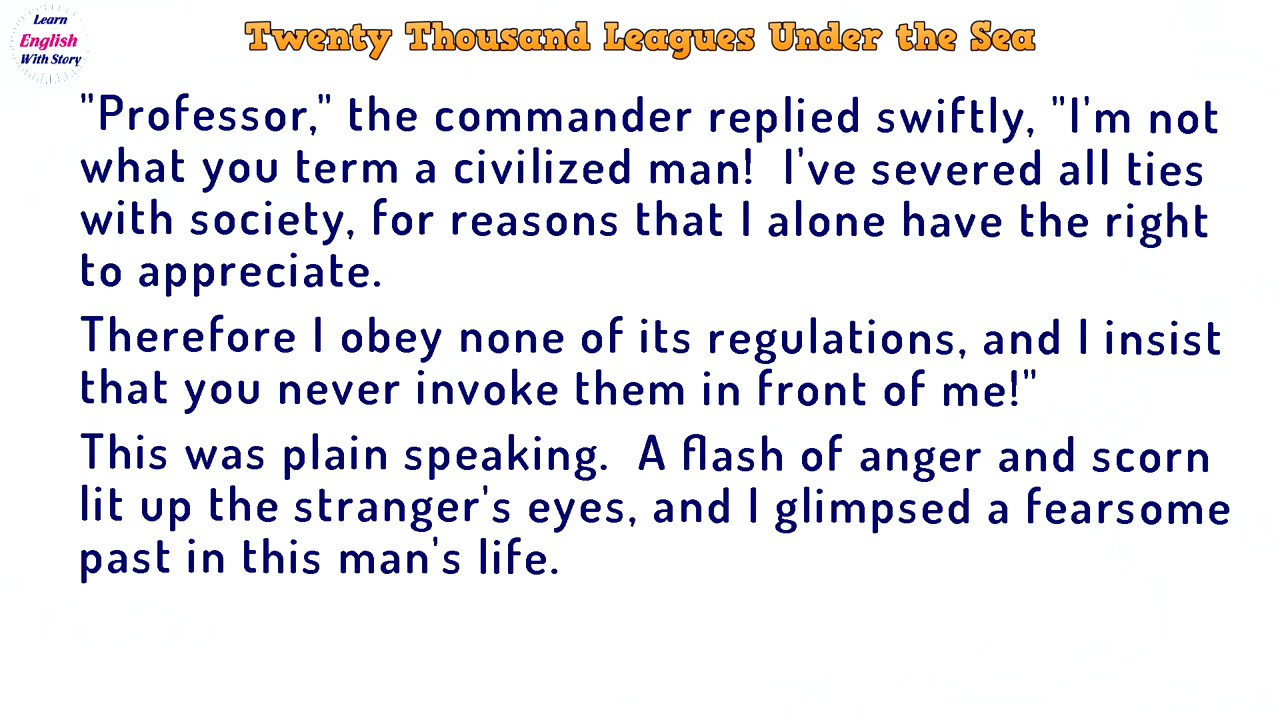 Learn
English
With Story
Twenty Thousand Leagues Under the Sea
"Professor," the commander replied swiftly, "I'm not
what you term a civilized man!  I've severed all ties
with society, for reasons that I alone have the right
to appreciate.
Therefore I obey none of its regulations, and I insist
that you never invoke them in front of me!"
This was plain speaking.  A flash of anger and scorn
lit up the stranger's eyes, and I glimpsed a fearsome
past in this man's life.